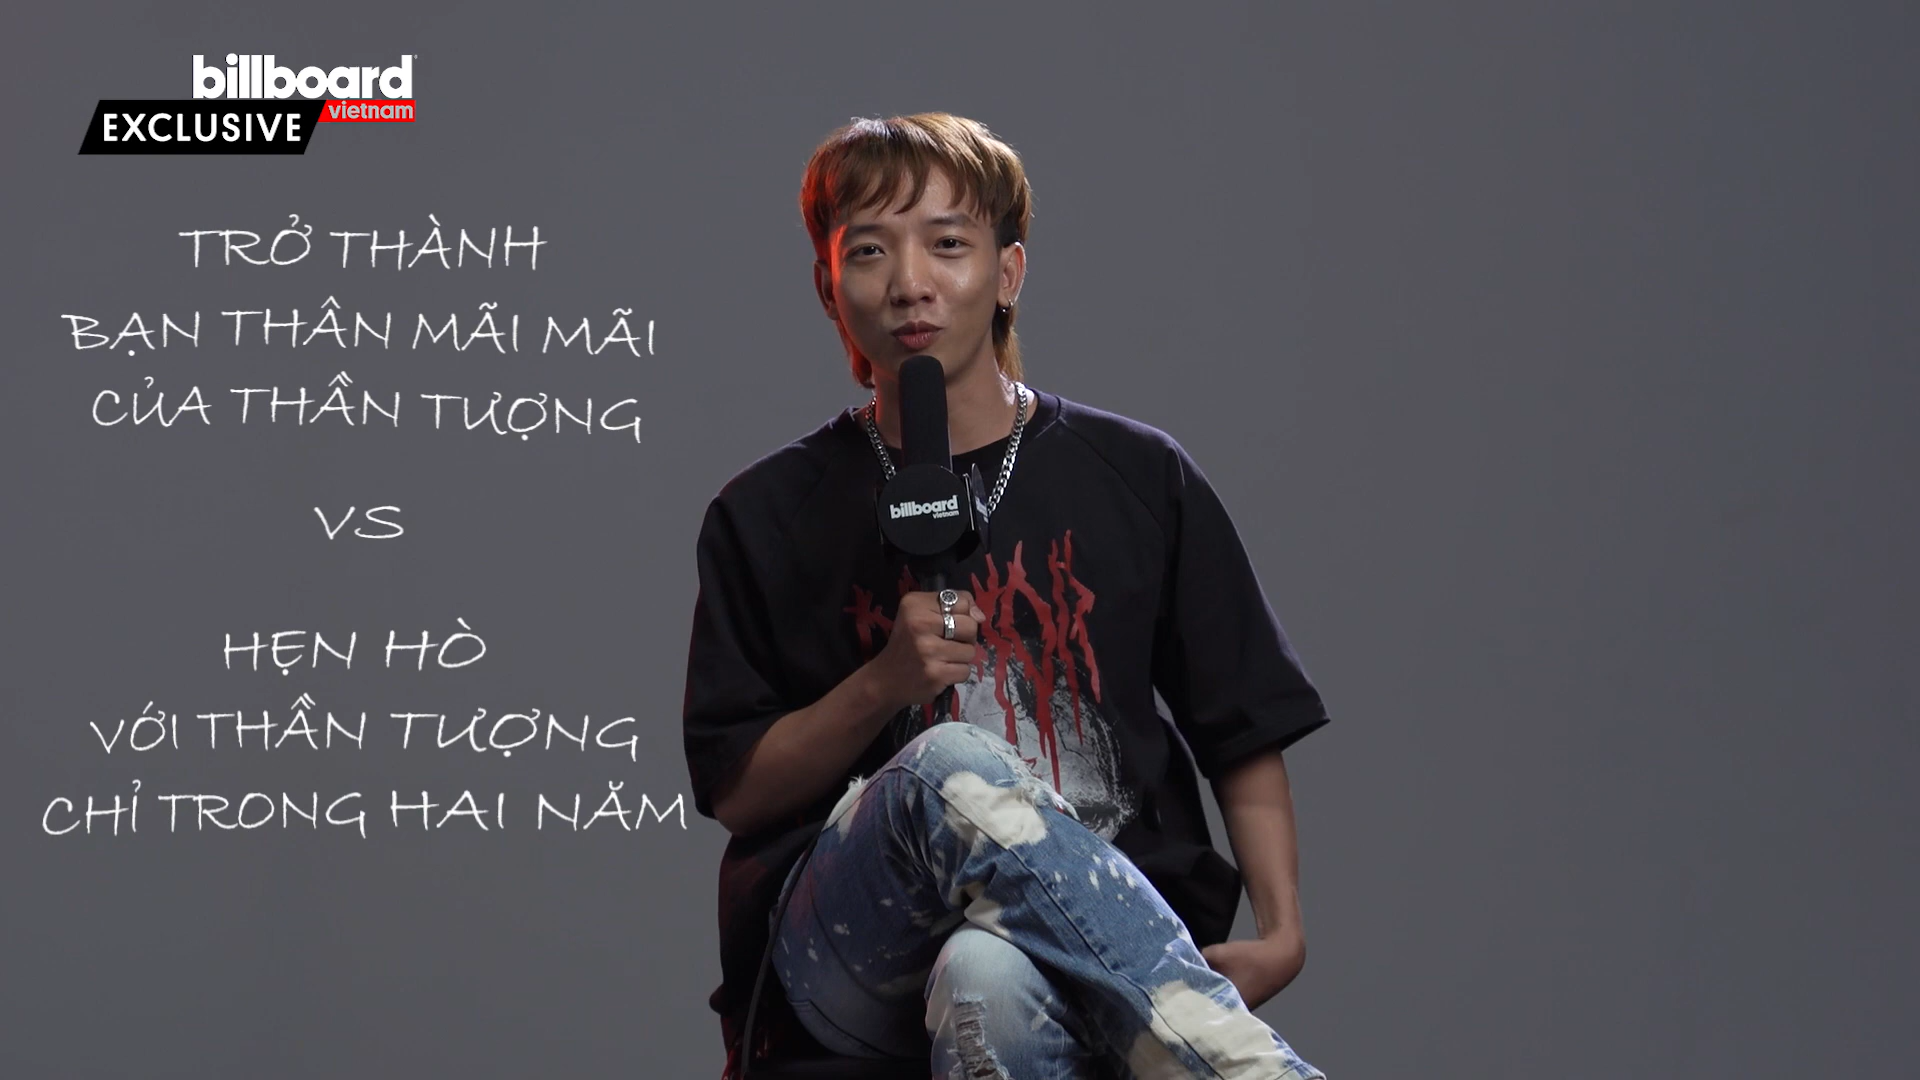 billboard
vietnam
EXCLUSIVE
TRỞ THÀNH
BẠN THÂN MÃI MÃI
CỦA THẦN TƯỢNG
VS
HẸN HÒ
VỚI THẦN TƯỢNG
CHỈ TRONG HAI NĂM
billboard
vietnam